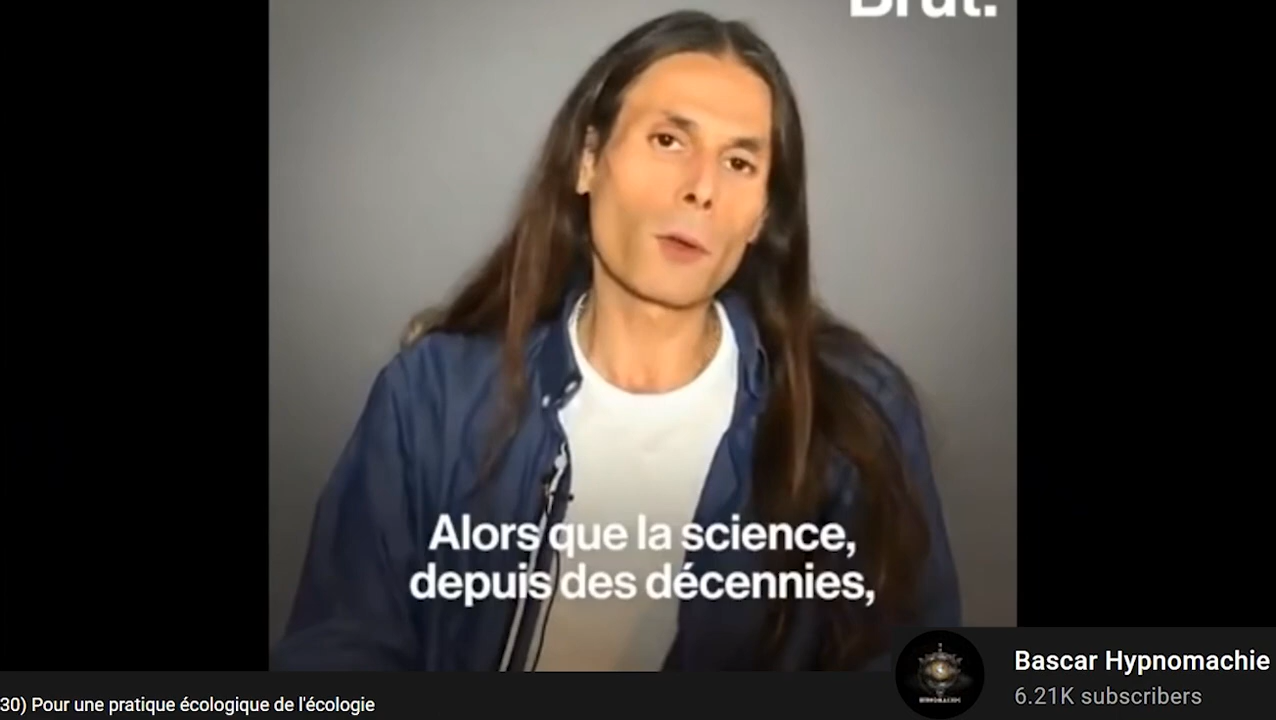 Brut.
Alors que la science,
depuis des décennies,
Bascar Hypnomachie
6.21K subscribers
30) Pour une pratique écologique de l'écologie